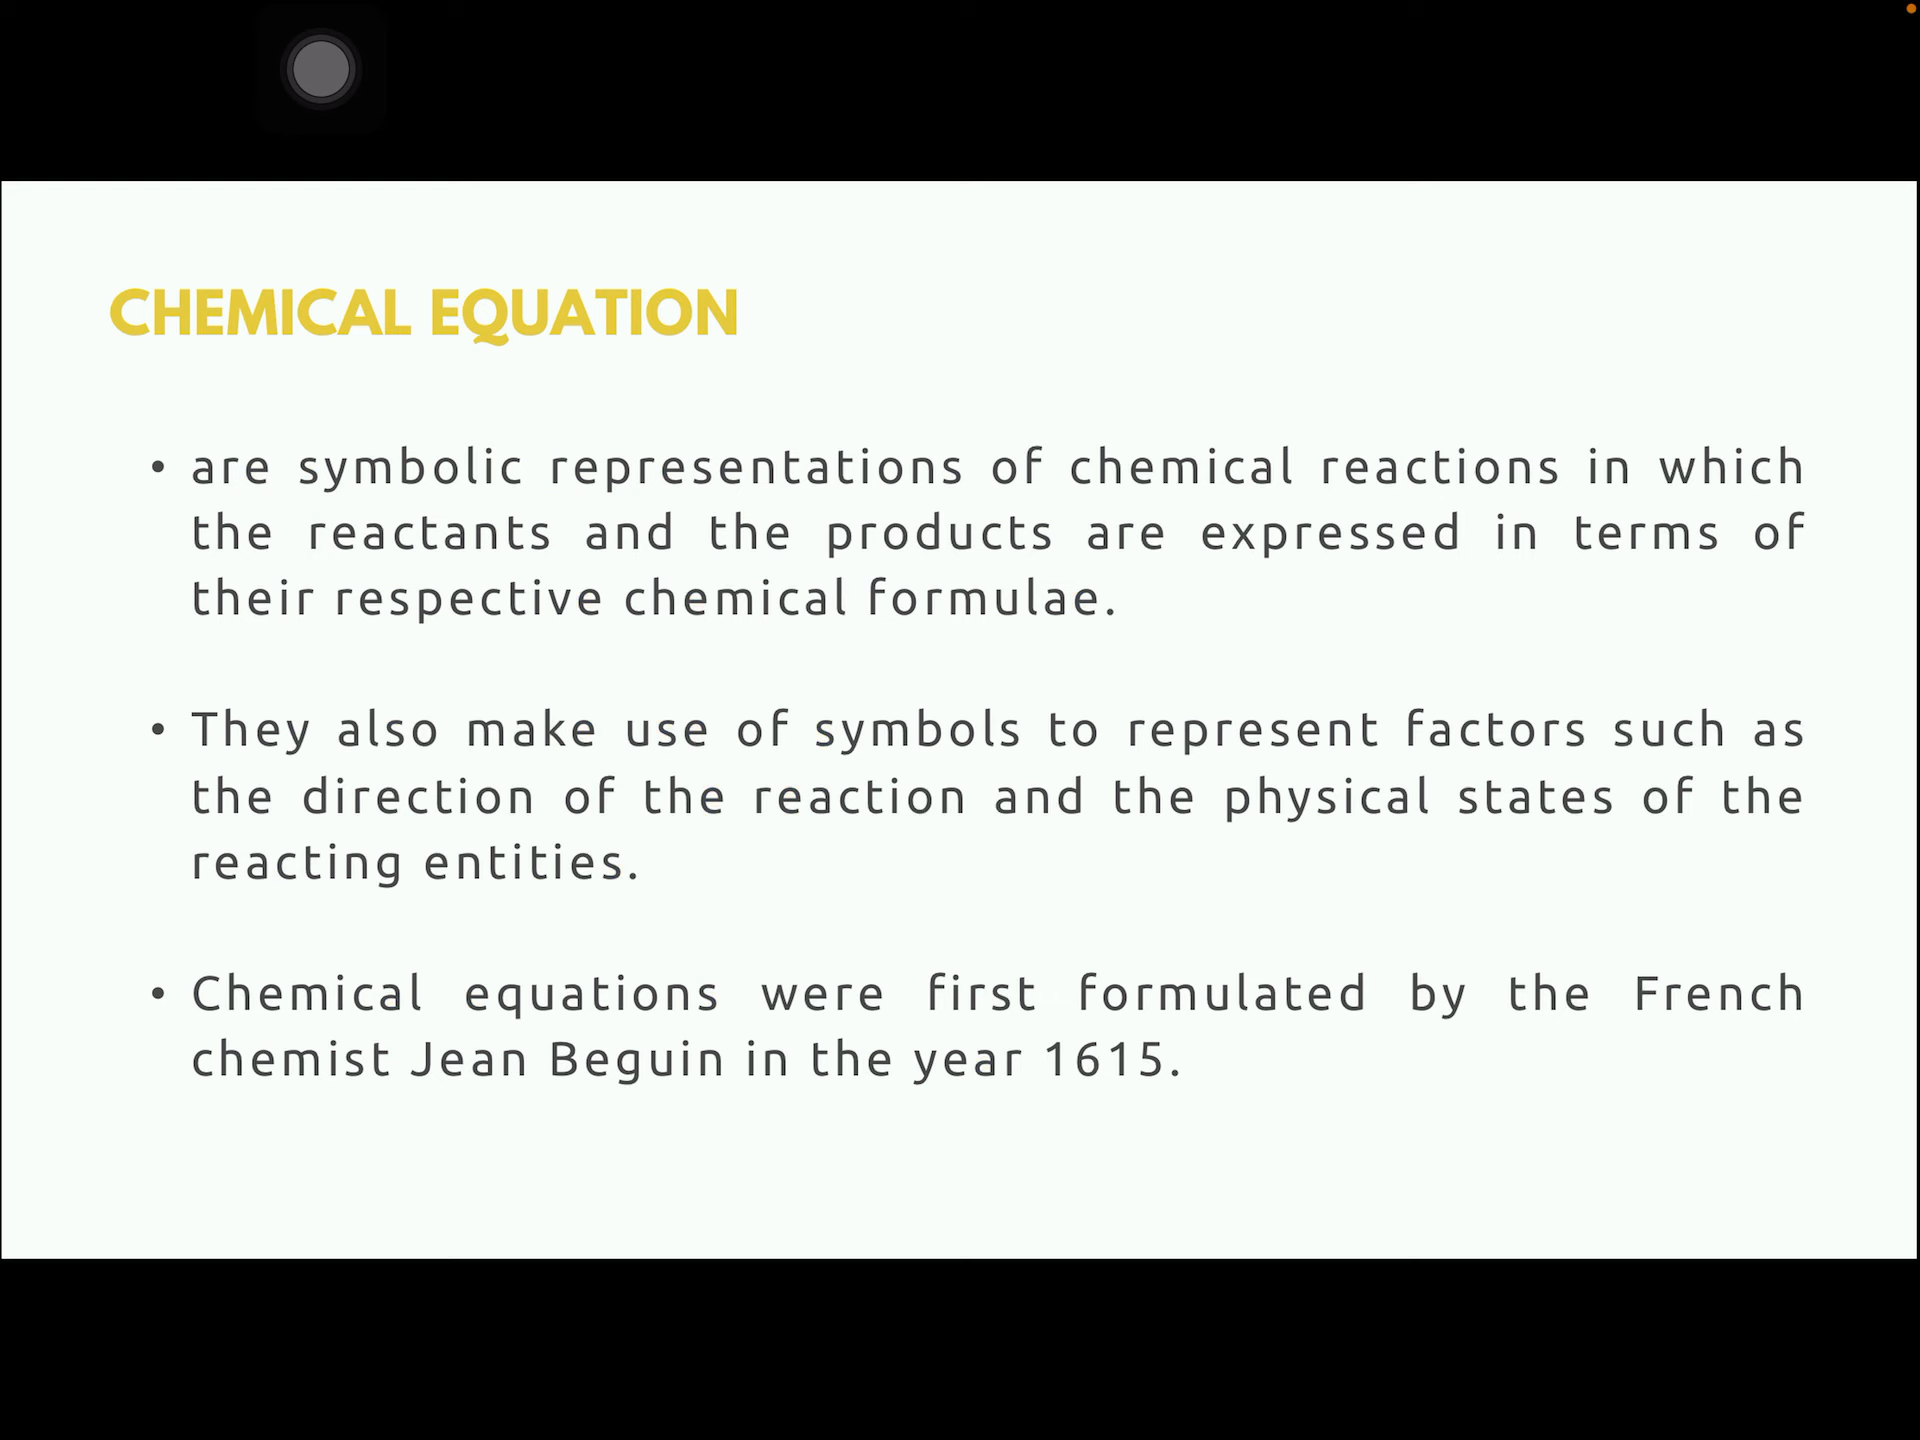 CHEMICAL EQUATION
• are symbolic representations of chemical reactions in which
the reactants and the products are expressed in terms of
their respective chemical formulae.
• They also make use of symbols to represent factors such as
the direction of the reaction and the physical states of the
reacting entities.
• Chemical equations were first formulated by the French
chemist Jean Beguin in the year 1615.